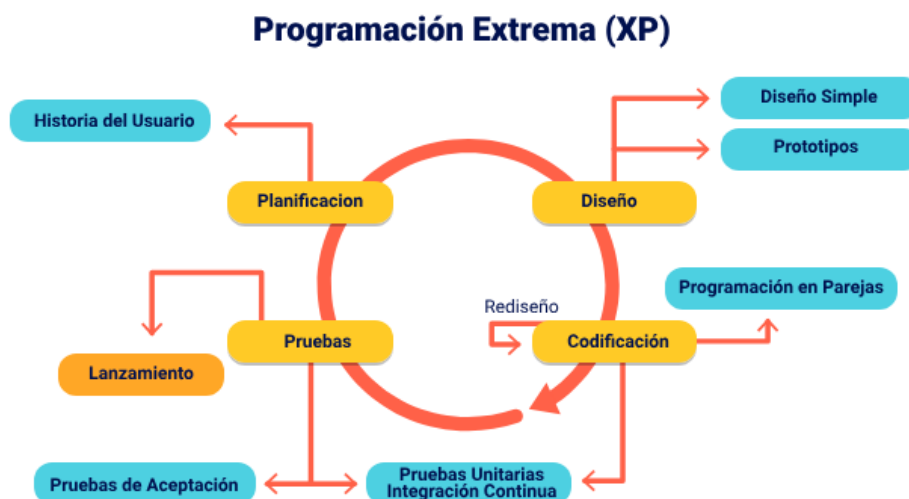 Programación Extrema (XP)
Diseño Simple
Historia del Usuario
Prototipos
Planificacion
Diseño
Programación en Parejas
Rediseño
Pruebas
Codificación
Lanzamiento
Pruebas de Aceptación
Pruebas Unitarias
Integración Continua